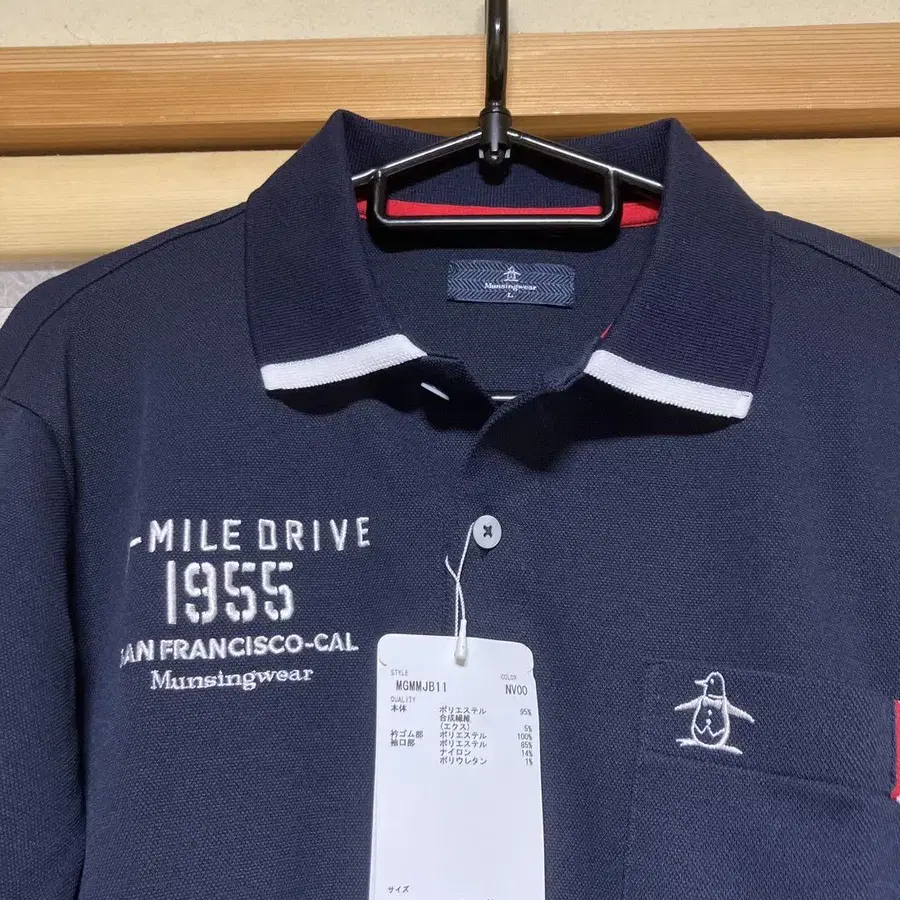 Munsingwear
L
-MILE DRIVE
1955
SAN FRANCISCO-CAL
Munsingwear
STYLE COLOR
MGMMJB11 NV00
QUALITY
本体 ポリエステル 95%
合成繊維
(エクス) 5%
衿ゴム部 ポリエステル 100%
袖口部 ポリエステル 85%
ナイロン 14%
ポリウレタン 1%
サイズ